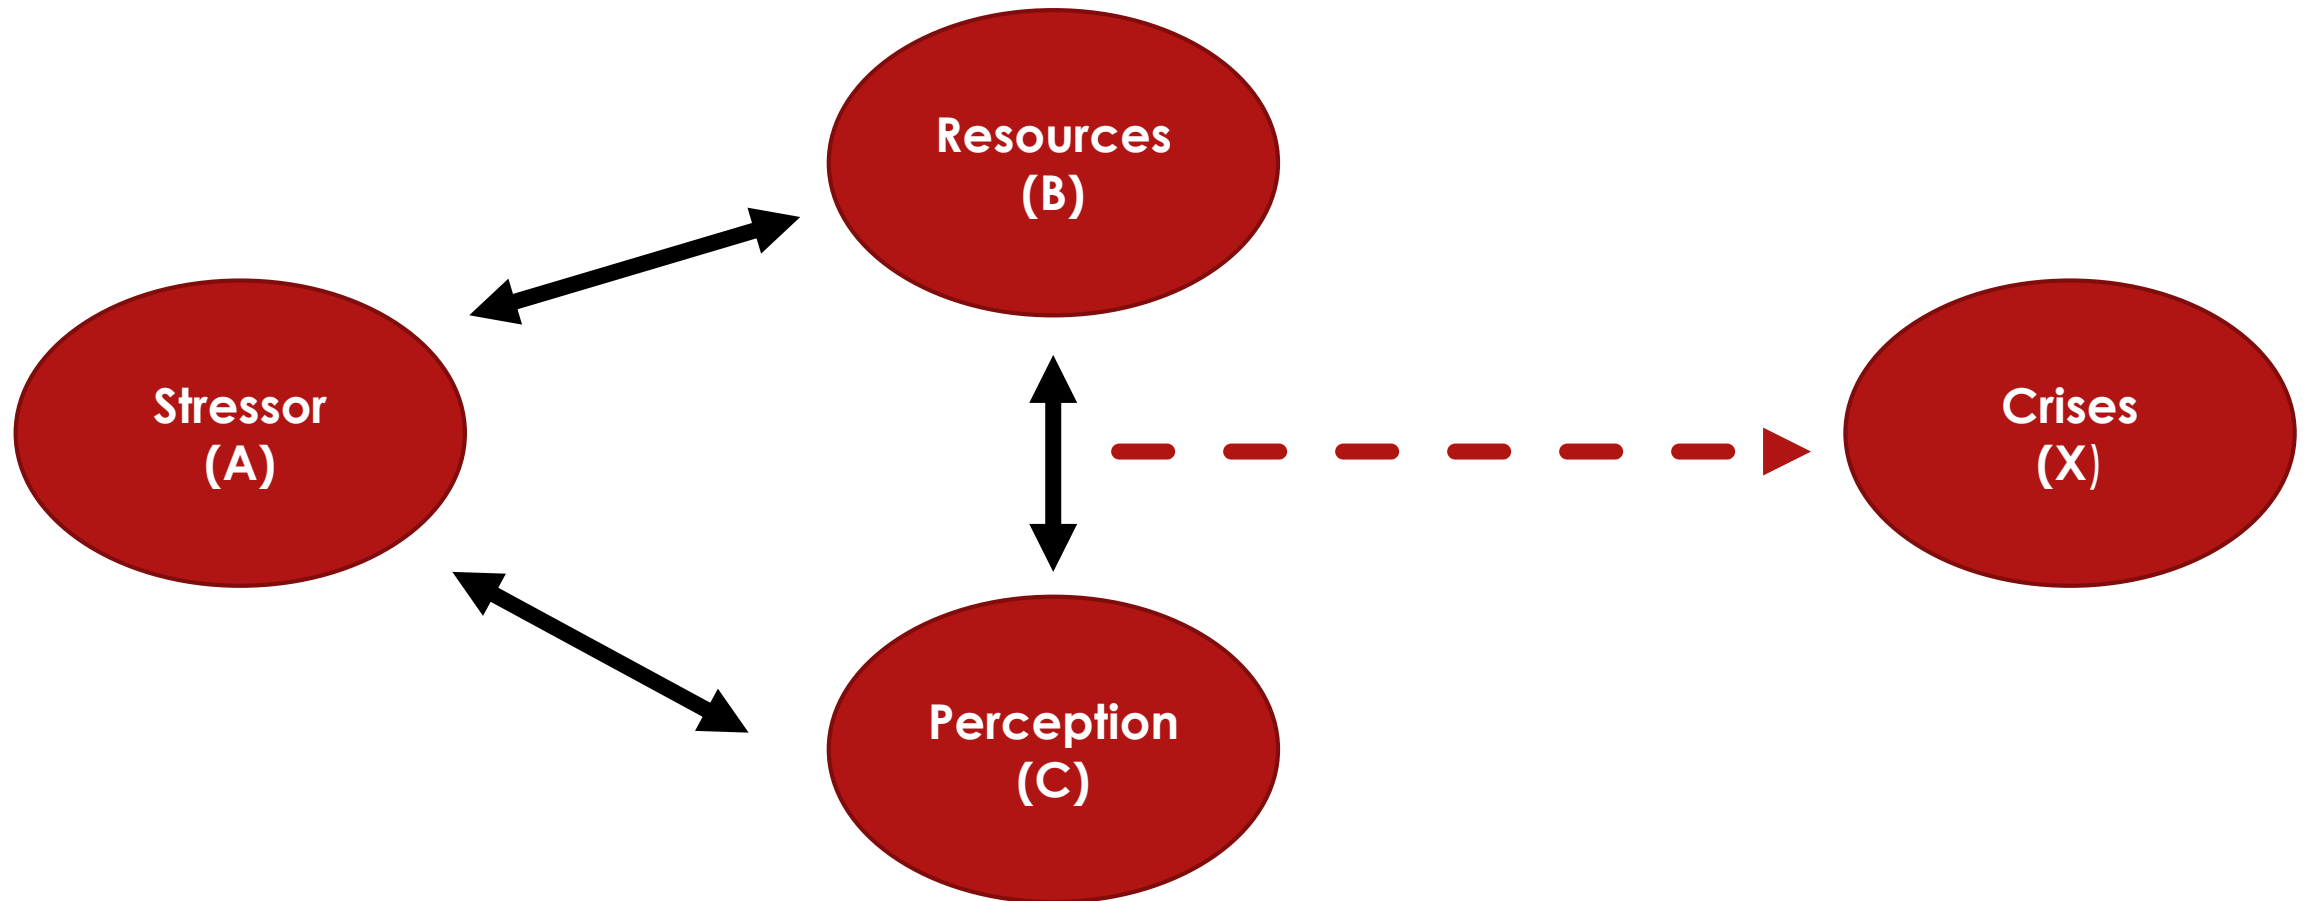 Resources
(B)
Stressor
(A)
Crises
(X)
Perception
(C)